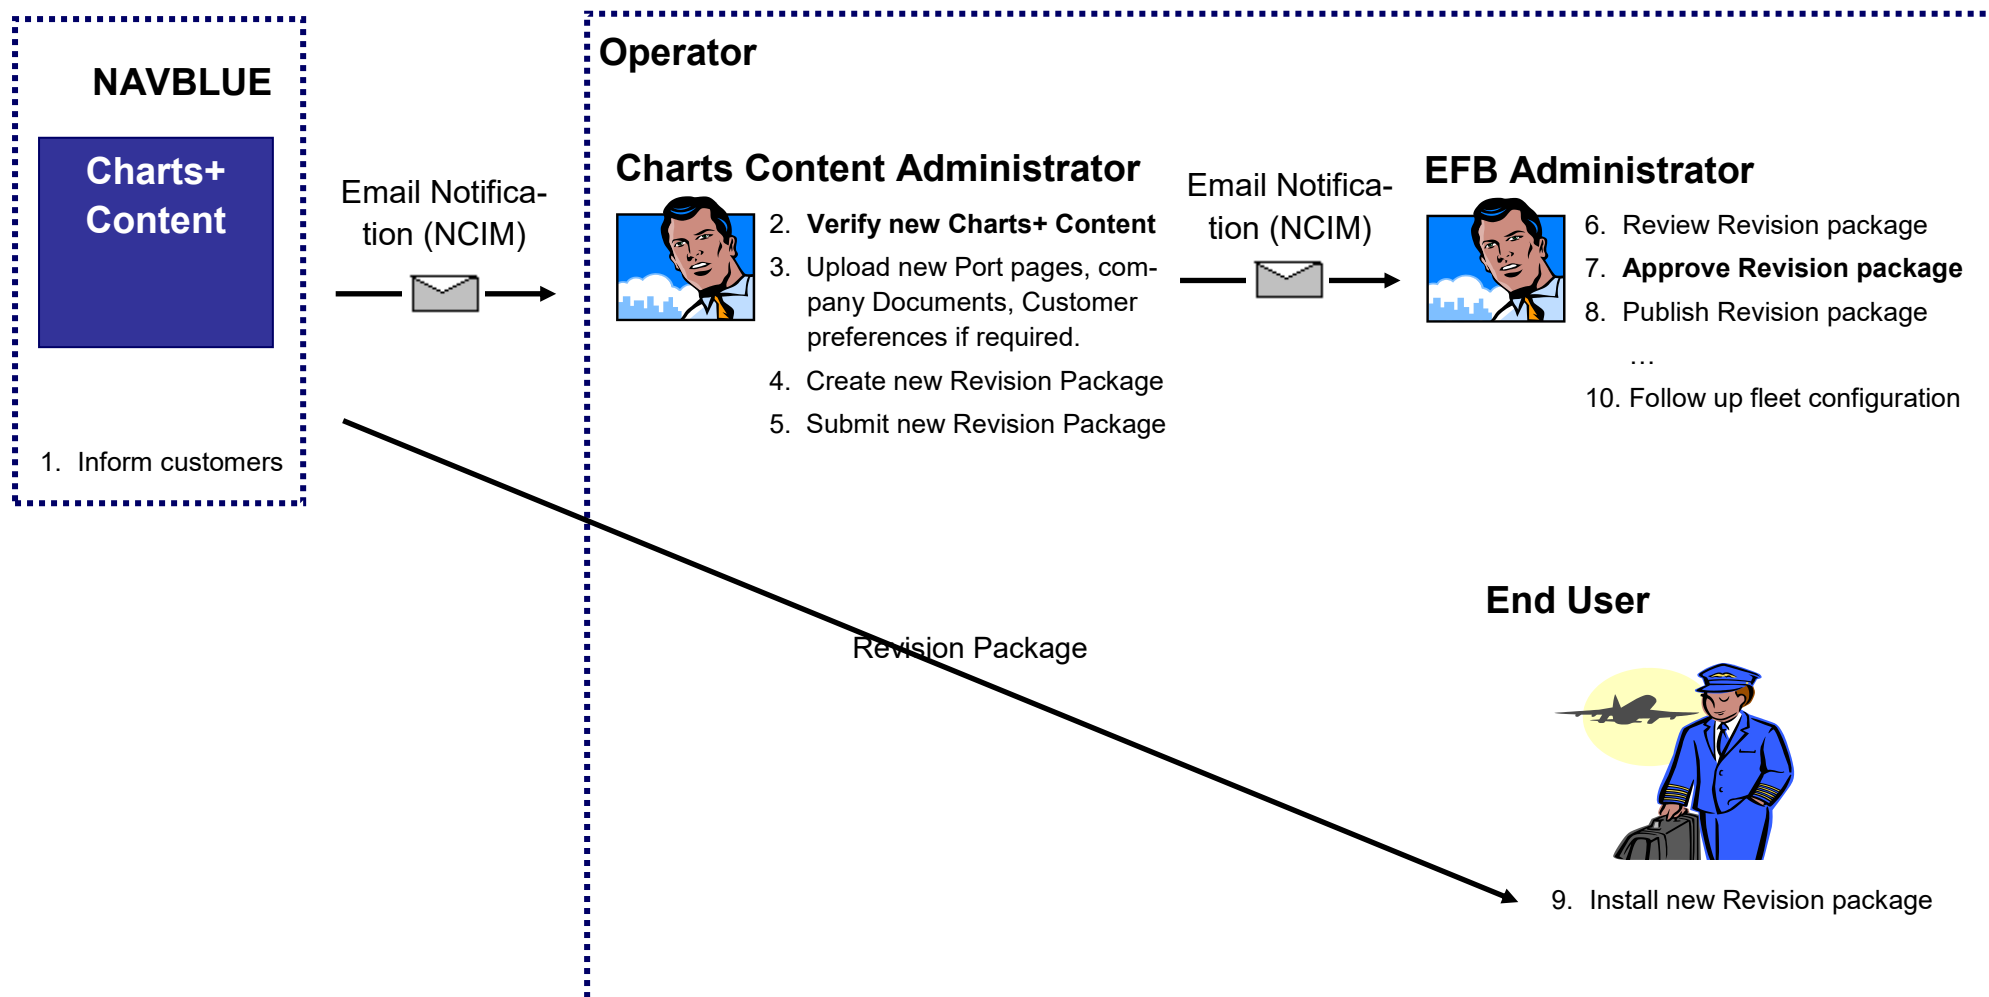 NAVBLUE
Charts+
Content
1. Inform customers
Email Notifica-
tion (NCIM)
Operator
Charts Content Administrator
2. Verify new Charts+ Content
3. Upload new Port pages, com-
pany Documents, Customer
preferences if required.
4. Create new Revision Package
5. Submit new Revision Package
Email Notifica-
tion (NCIM)
EFB Administrator
6. Review Revision package
7. Approve Revision package
8. Publish Revision package
…
10. Follow up fleet configuration
Revision Package
End User
9. Install new Revision package